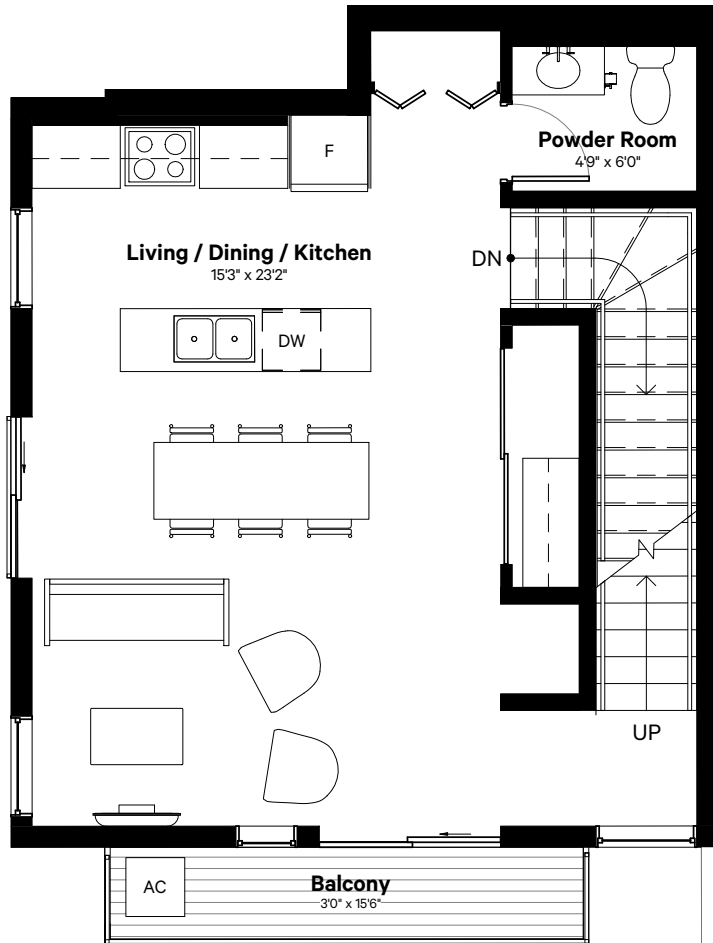 Powder Room
4'9" x 6'0"
F
Living / Dining / Kitchen
15'3" x 23'2"
DN
DW
UP
AC
Balcony
3'0" x 15'6"